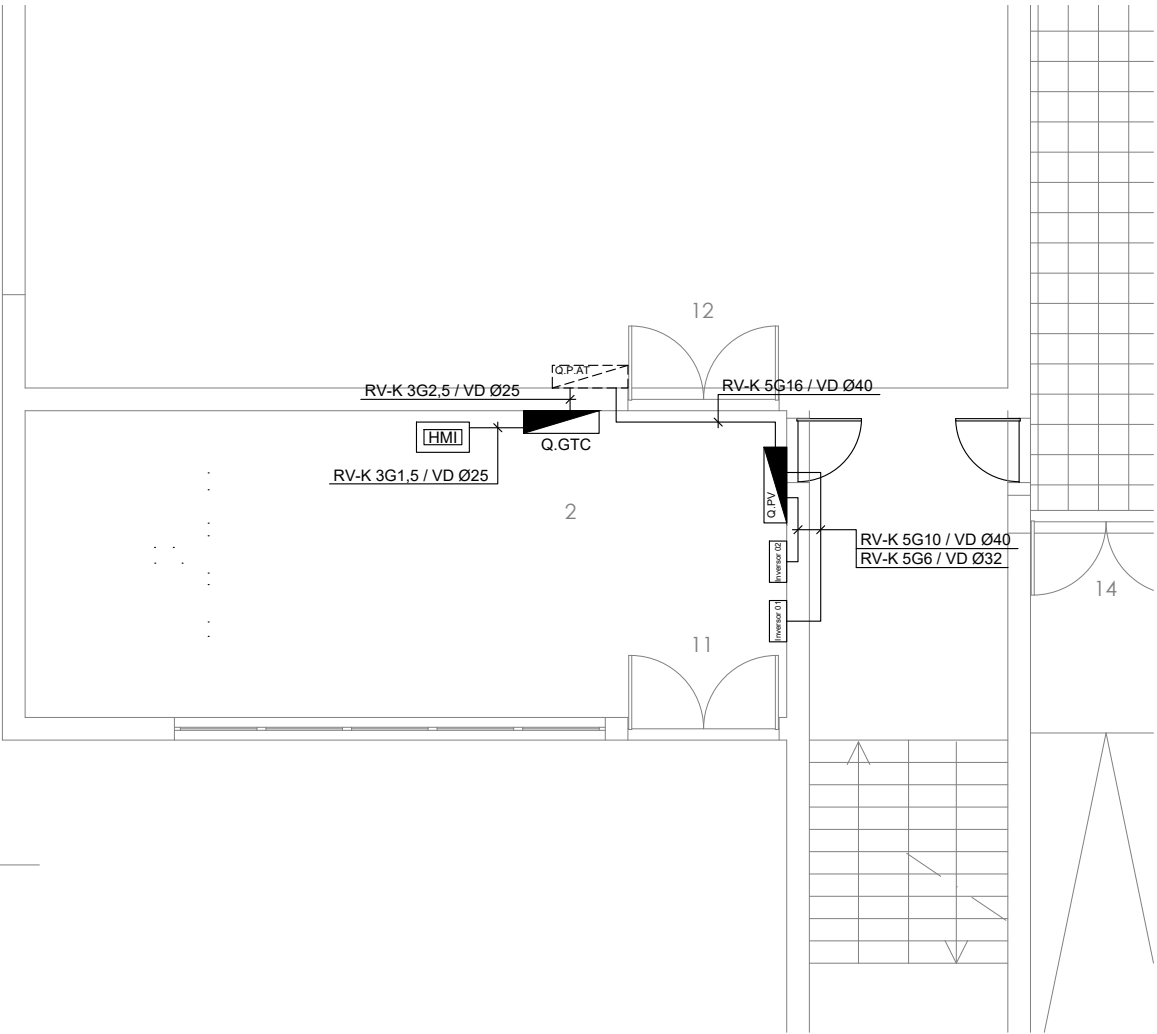 12
Q.P.AT
RV-K 3G2,5 / VD Ø25
RV-K 5G16 / VD Ø40
HMI
Q.GTC
RV-K 3G1,5 / VD Ø25
2
Q.PV
RV-K 5G10 / VD Ø40
RV-K 5G6 / VD Ø32
Inversor 02
14
Inversor 01
11